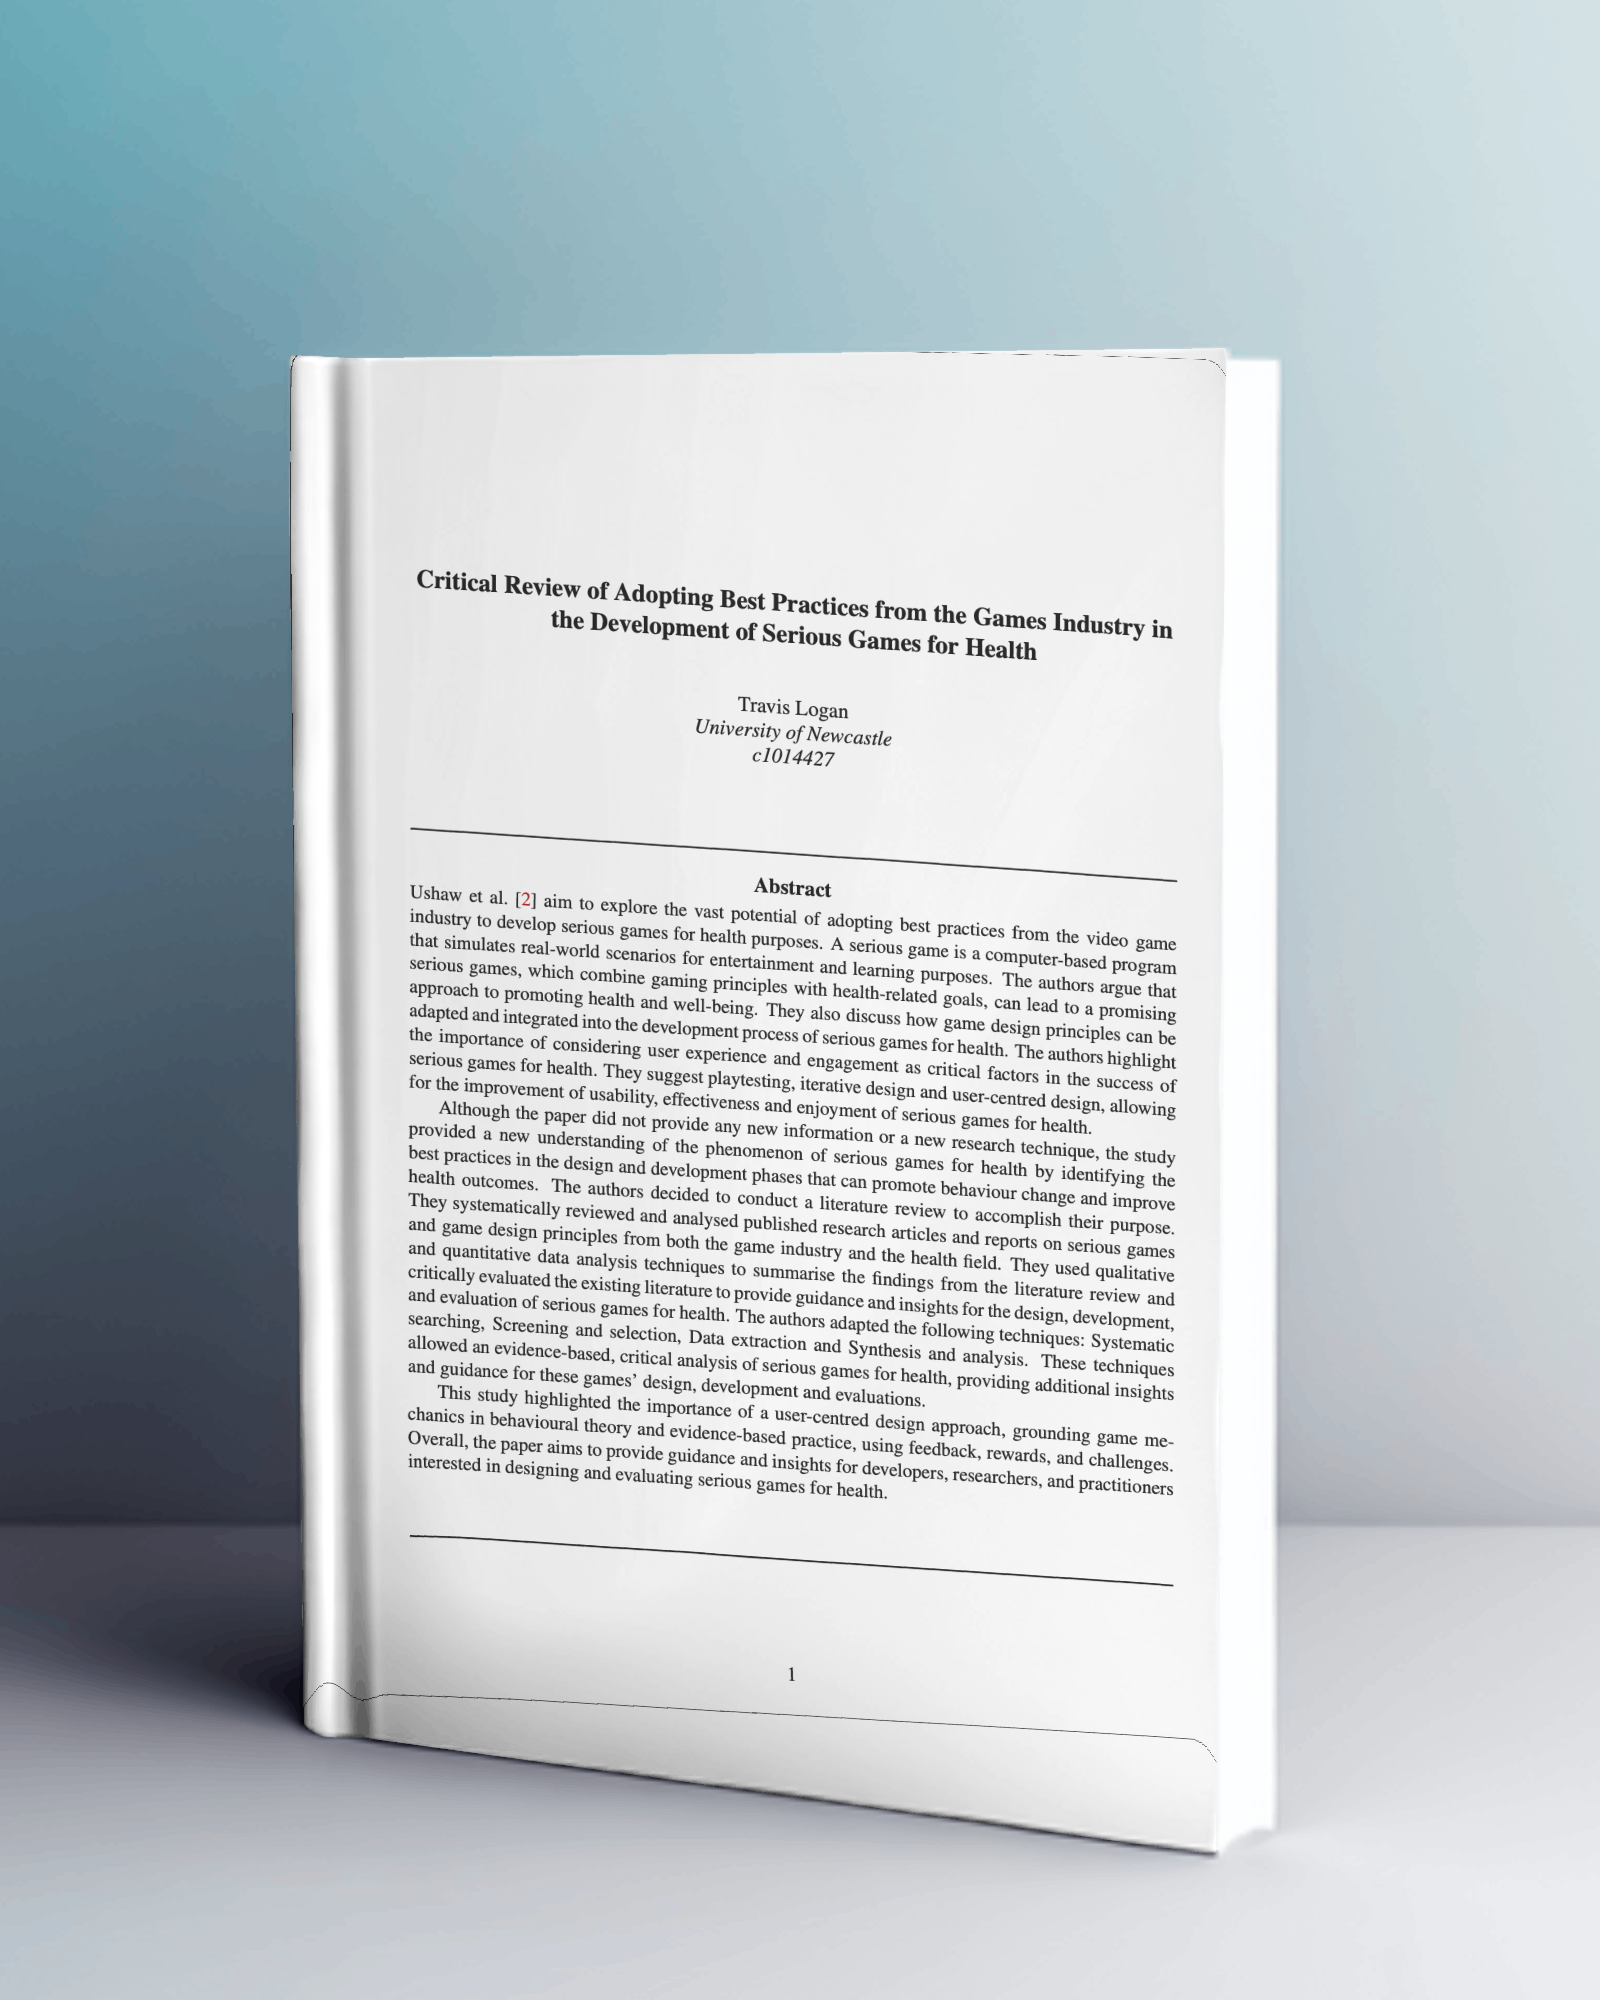 Critical Review of Adopting Best Practices from the Games Industry in
the Development of Serious Games for Health
Travis Logan
University of Newcastle
c1014427
Abstract
Ushaw et al. [2] aim to explore the vast potential of adopting best practices from the video game
industry to develop serious games for health purposes. A serious game is a computer-based program
that simulates real-world scenarios for entertainment and learning purposes. The authors argue that
serious games, which combine gaming principles with health-related goals, can lead to a promising
approach to promoting health and well-being. They also discuss how game design principles can be
adapted and integrated into the development process of serious games for health. The authors highlight
the importance of considering user experience and engagement as critical factors in the success of
serious games for health. They suggest playtesting, iterative design and user-centred design, allowing
for the improvement of usability, effectiveness and enjoyment of serious games for health.
Although the paper did not provide any new information or a new research technique, the study
provided a new understanding of the phenomenon of serious games for health by identifying the
best practices in the design and development phases that can promote behaviour change and improve
health outcomes. The authors decided to conduct a literature review to accomplish their purpose.
They systematically reviewed and analysed published research articles and reports on serious games
and game design principles from both the game industry and the health field. They used qualitative
and quantitative data analysis techniques to summarise the findings from the literature review and
critically evaluated the existing literature to provide guidance and insights for the design, development,
and evaluation of serious games for health. The authors adapted the following techniques: Systematic
searching, Screening and selection, Data extraction and Synthesis and analysis. These techniques
allowed an evidence-based, critical analysis of serious games for health, providing additional insights
and guidance for these games’ design, development and evaluations.
This study highlighted the importance of a user-centred design approach, grounding game me-
chanics in behavioural theory and evidence-based practice, using feedback, rewards, and challenges.
Overall, the paper aims to provide guidance and insights for developers, researchers, and practitioners
interested in designing and evaluating serious games for health.
1